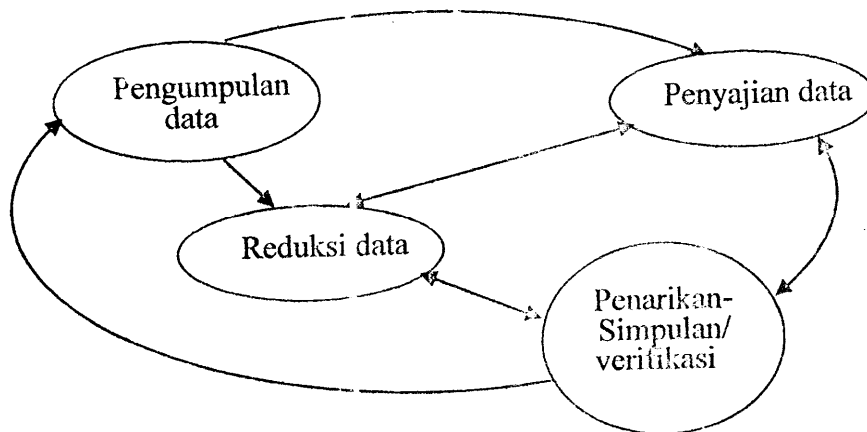 Pengumpulan
data
Penyajian data
Reduksi data
Penarikan-
Simpulan/
verifikasi